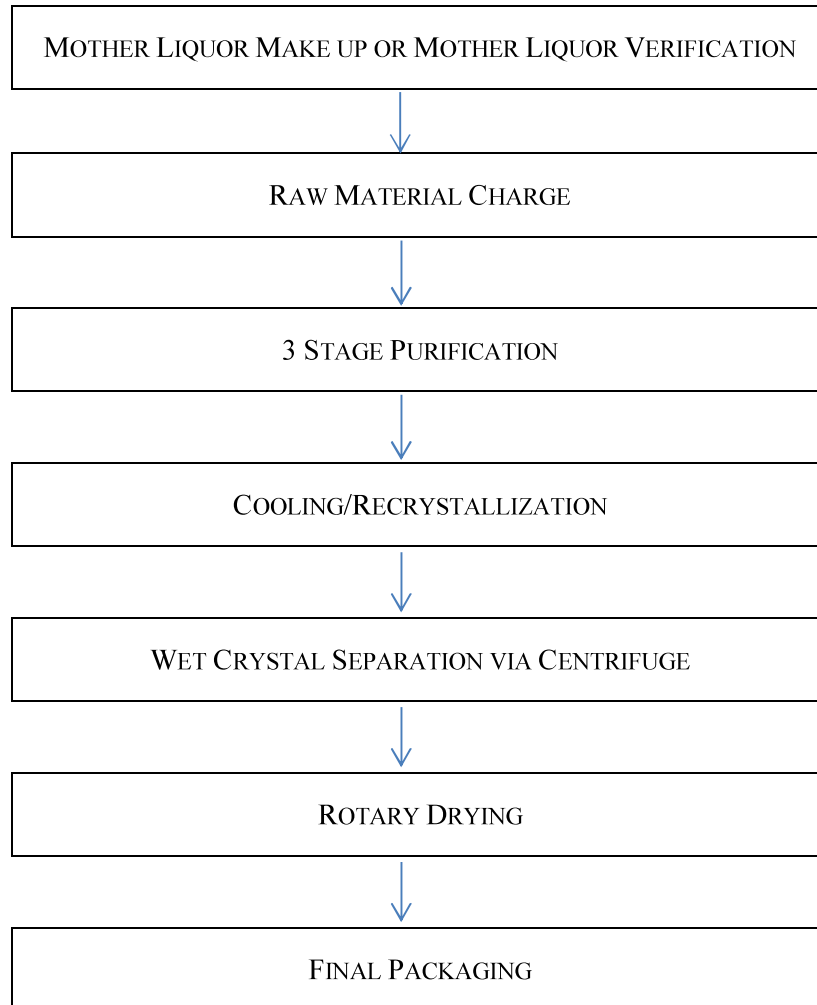 MOTHER LIQUOR MAKE UP OR MOTHER LIQUOR VERIFICATION
RAW MATERIAL CHARGE
3 STAGE PURIFICATION
COOLING/RECRYSTALLIZATION
WET CRYSTAL SEPARATION VIA CENTRIFUGE
ROTARY DRYING
FINAL PACKAGING